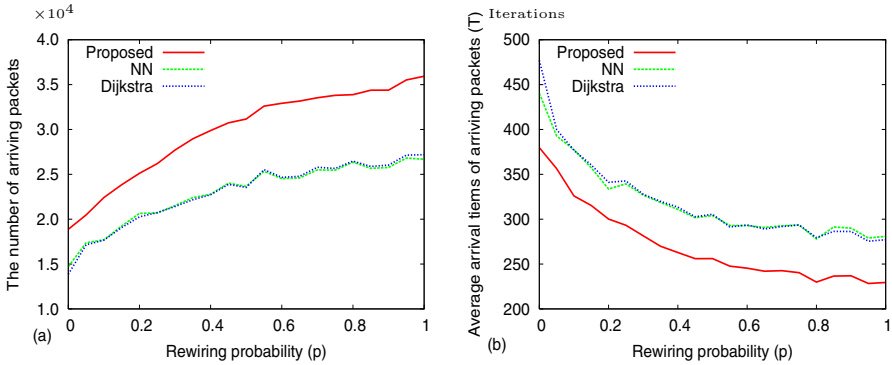 ×10⁴
The number of arriving packets
4.0
3.5
3.0
2.5
2.0
1.5
1.0
Proposed
NN
Dijkstra
0 0.2 0.4 0.6 0.8 1
(a)
Rewiring probability (p)
Iterations
Average arrival tiems of arriving packets (T)
500
450
400
350
300
250
200
Proposed
NN
Dijkstra
0 0.2 0.4 0.6 0.8 1
(b)
Rewiring probability (p)